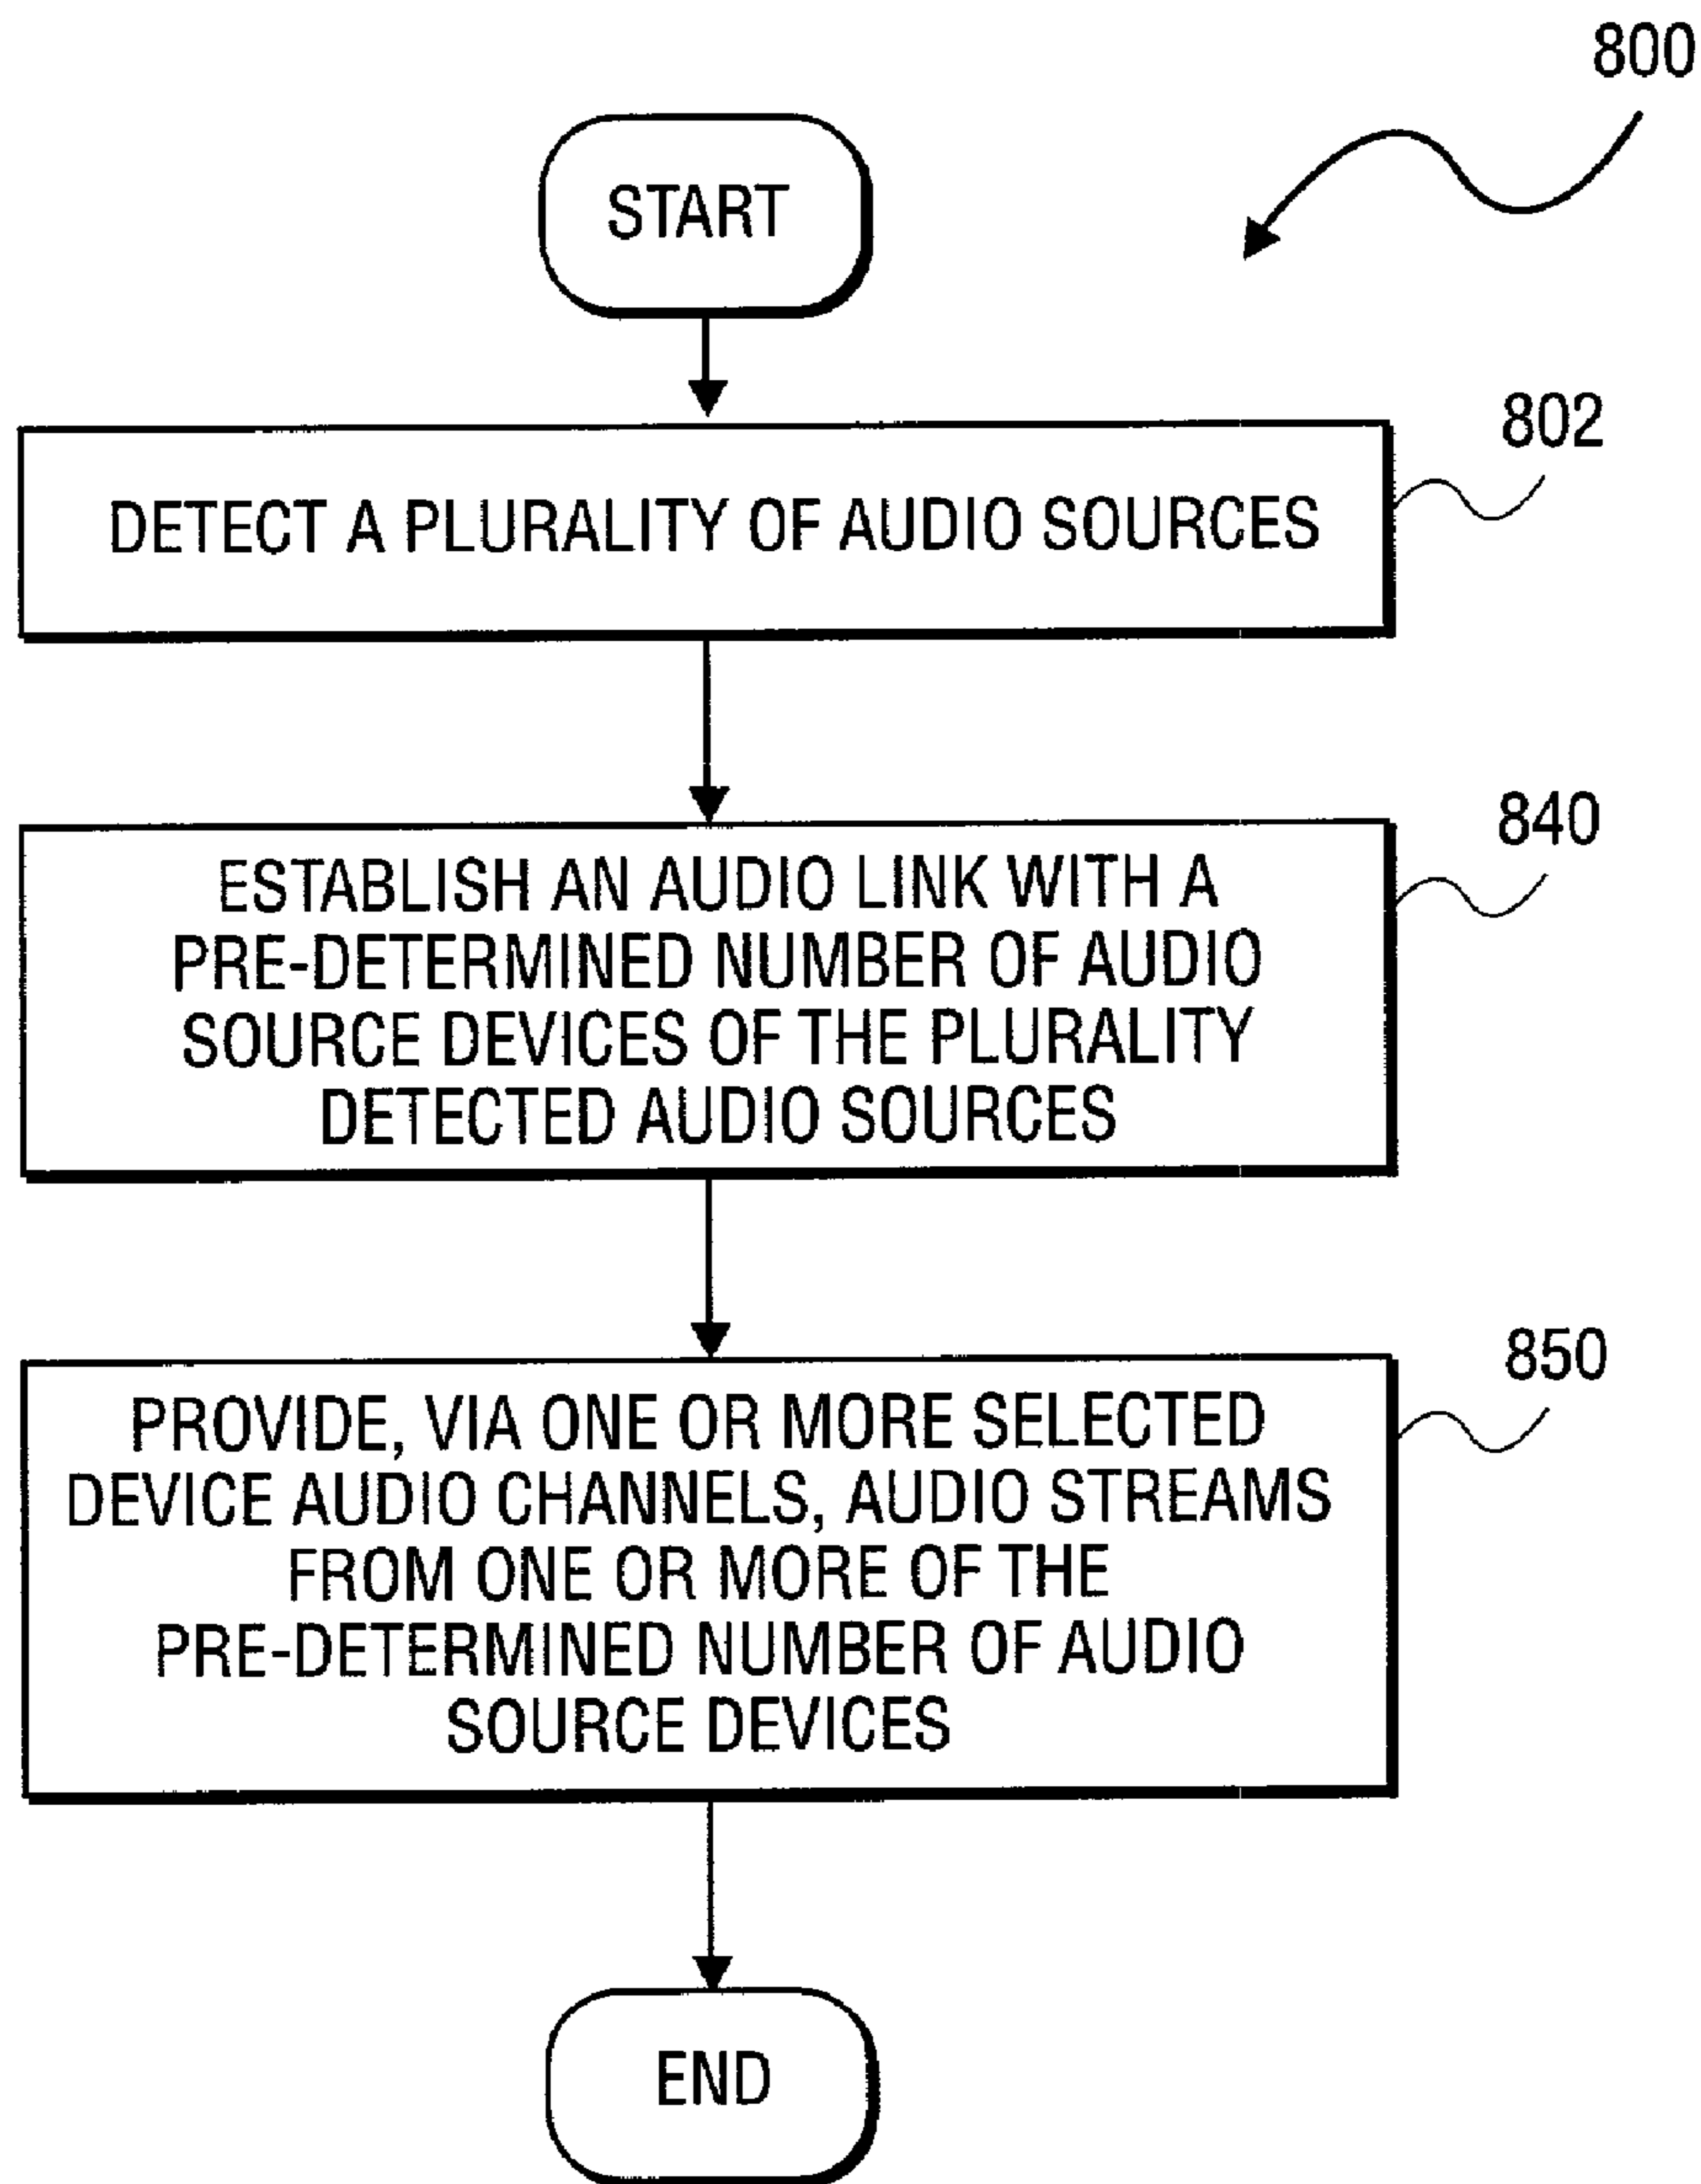 800
START
802
DETECT A PLURALITY OF AUDIO SOURCES
840
ESTABLISH AN AUDIO LINK WITH A
PRE-DETERMINED NUMBER OF AUDIO
SOURCE DEVICES OF THE PLURALITY
DETECTED AUDIO SOURCES
850
PROVIDE, VIA ONE OR MORE SELECTED
DEVICE AUDIO CHANNELS, AUDIO STREAMS
FROM ONE OR MORE OF THE
PRE-DETERMINED NUMBER OF AUDIO
SOURCE DEVICES
END